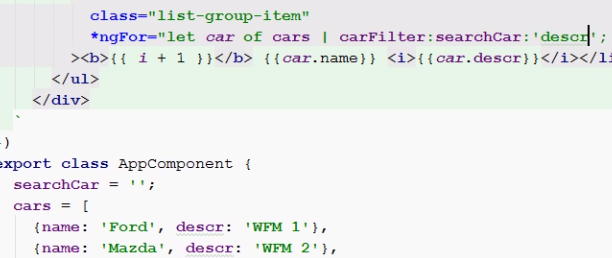 class="list-group-item"
*ngFor="let car of cars | carFilter:searchCar:'descr';
><b>{{ i + 1 }}</b> {{car.name}} <i>{{car.descr}}</i></li
</ul>
</div>
`
})
export class AppComponent {
searchCar = '';
cars = [
{name: 'Ford', descr: 'WFM 1'},
{name: 'Mazda', descr: 'WFM 2'},